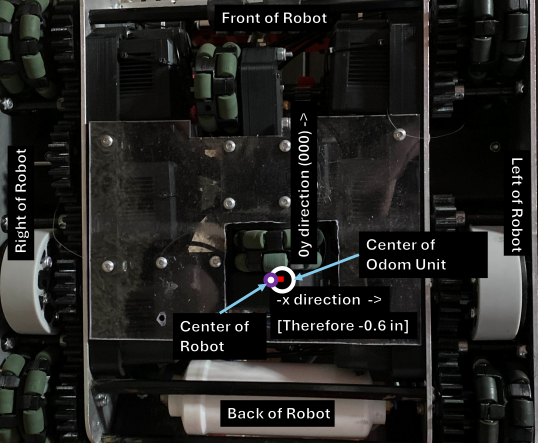 Front of Robot
0y direction (000) ->
Right of Robot
Left of Robot
Center of
Odom Unit
-x direction ->
[Therefore -0.6 in]
Center of
Robot
Back of Robot